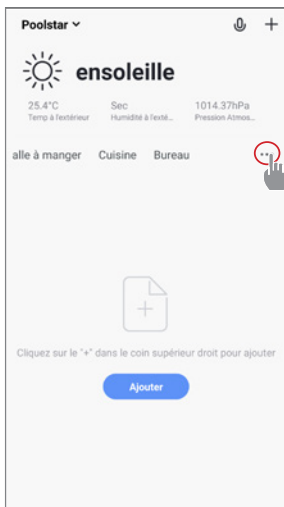 Poolstar
ensoleille
25.4°C Sec 1014.37hPa
Temp à l'extérieur Humidité à l'exté... Pression Atmos...
alle à manger Cuisine Bureau
Cliquez sur le "+" dans le coin supérieur droit pour ajouter
Ajouter